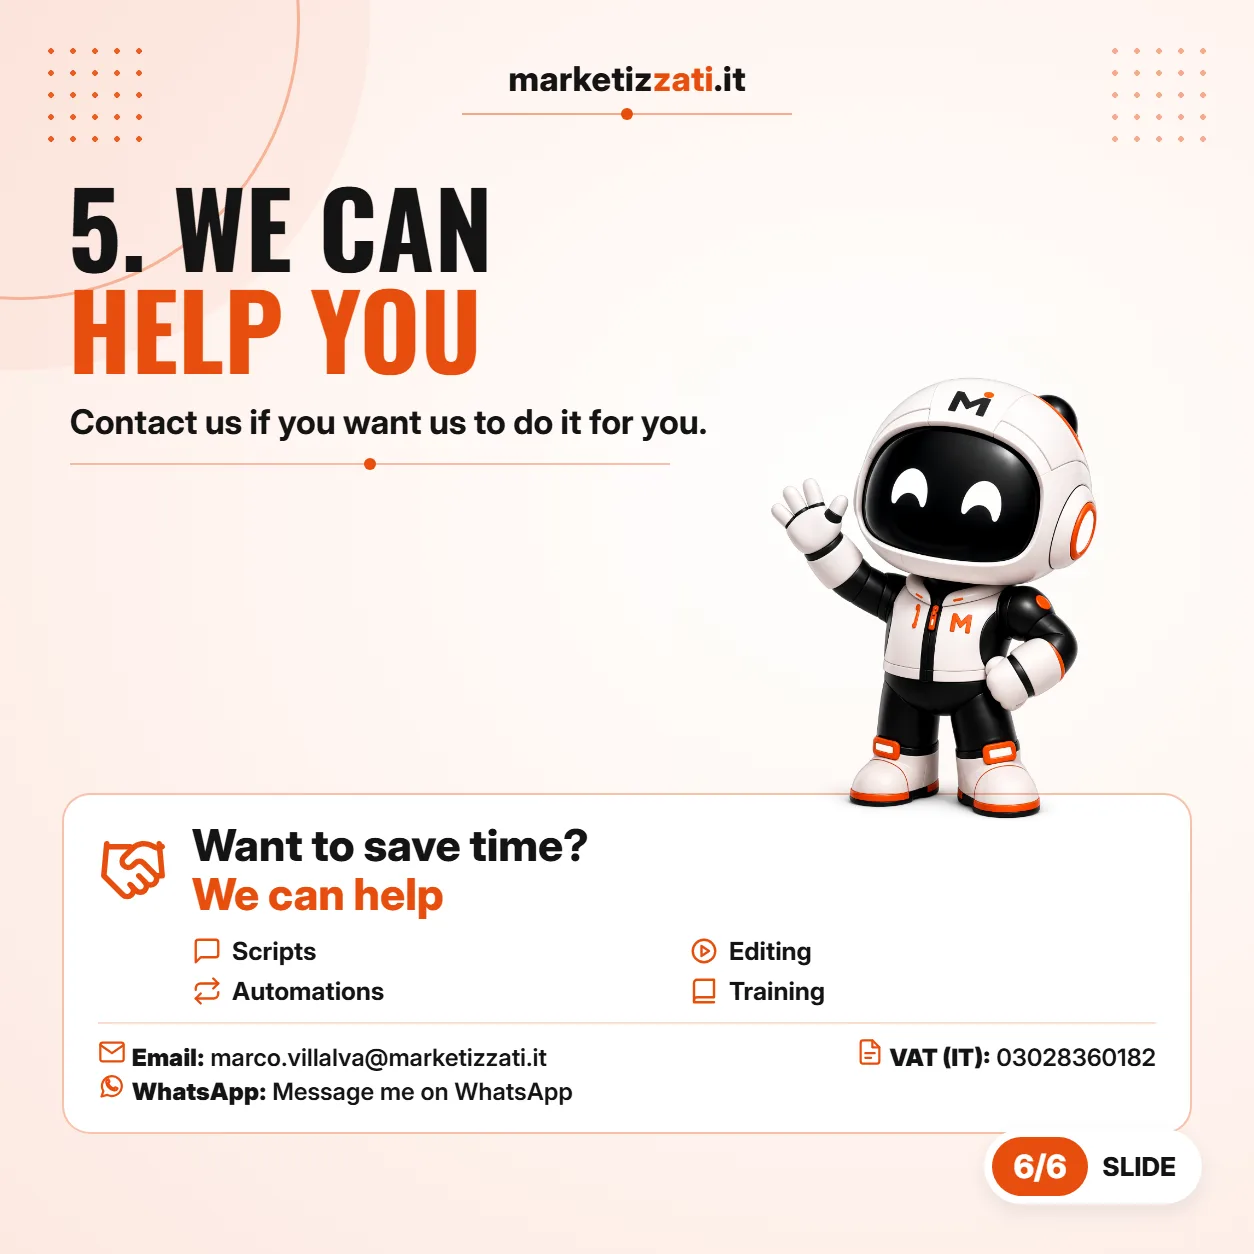 marketizzati.it
5. WE CAN
HELP YOU
Contact us if you want us to do it for you.
Mi
M
Want to save time?
We can help
Scripts
Editing
Automations
Training
Email: marco.villalva@marketizzati.it
VAT (IT): 03028360182
WhatsApp: Message me on WhatsApp
6/6 SLIDE